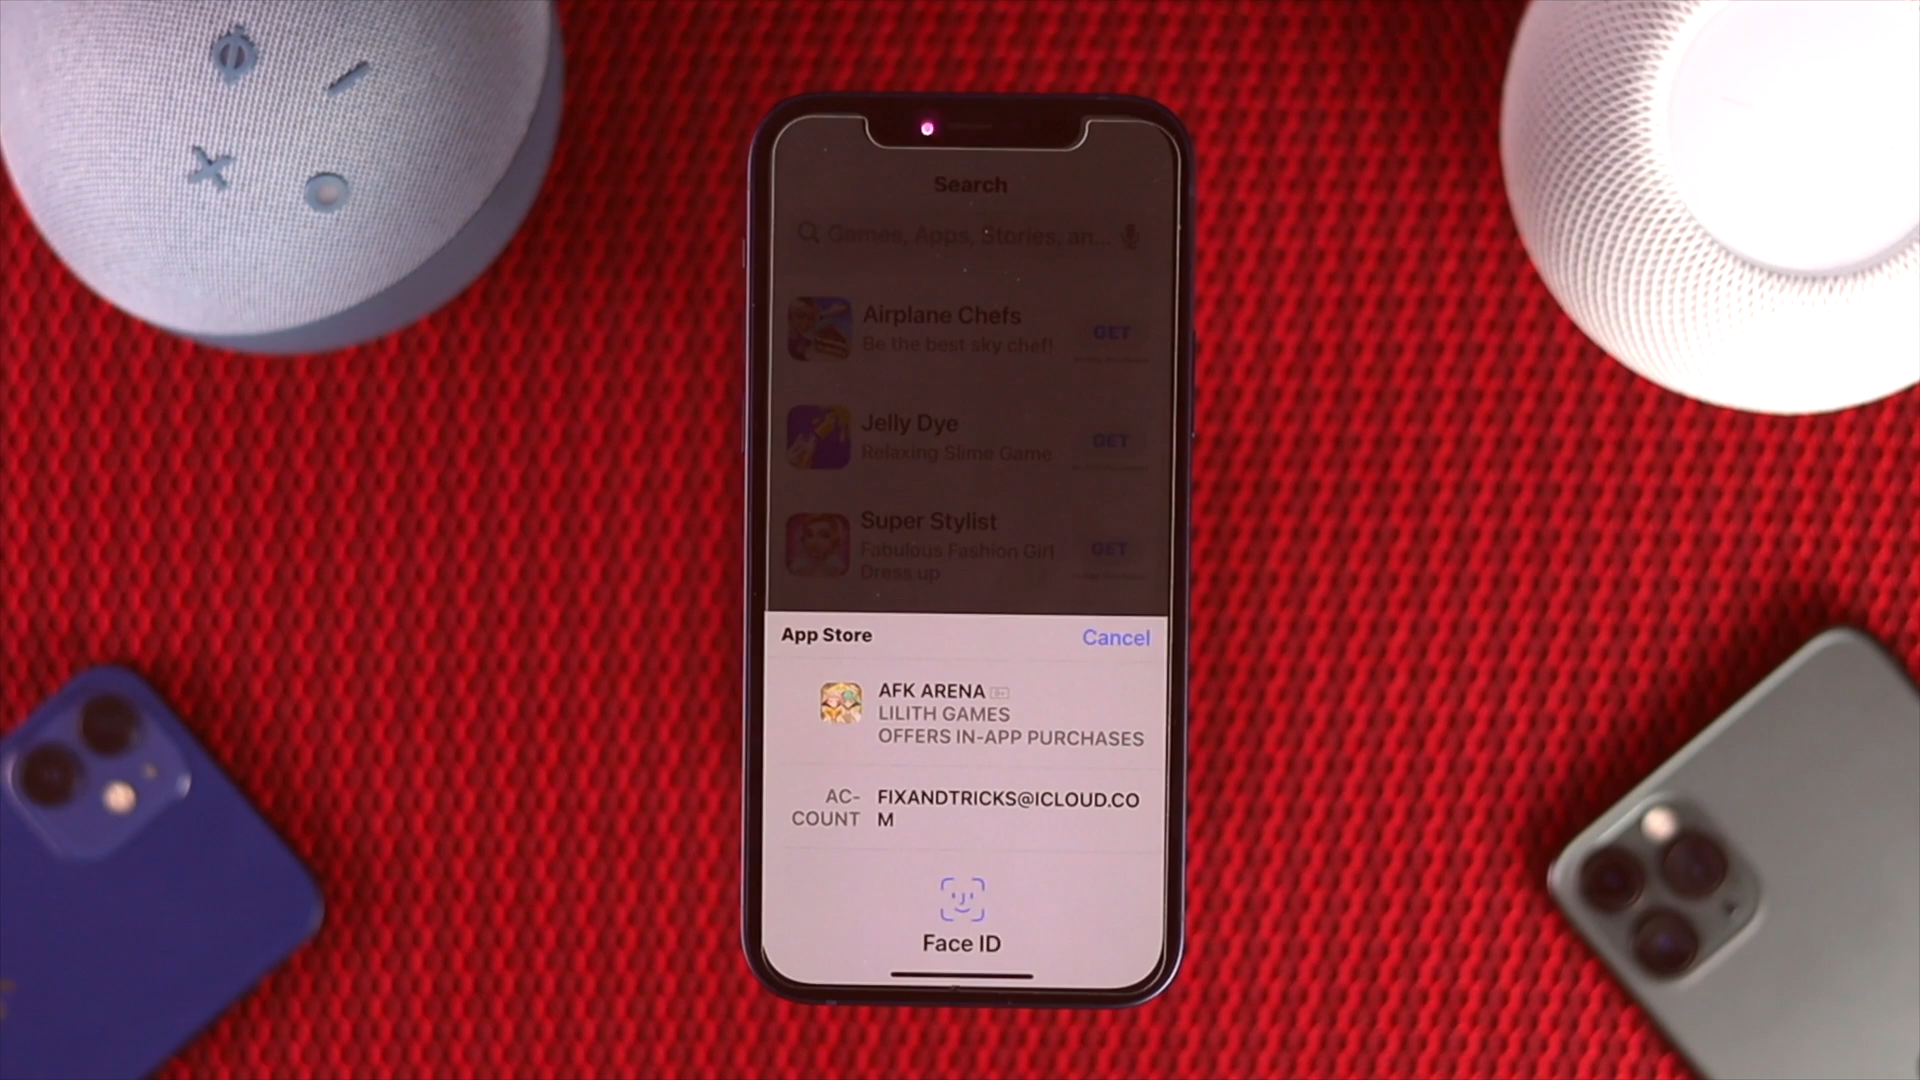 Search
Games, Apps, Stories, an...
Airplane Chefs
Be the best sky chef!
GET
Jelly Dye
Relaxing Slime Game
GET
Super Stylist
Fabulous Fashion Girl
Dress up
GET
App Store
Cancel
AFK ARENA 9+
LILITH GAMES
OFFERS IN-APP PURCHASES
AC-
COUNT
FIXANDTRICKS@ICLOUD.CO
M
Face ID